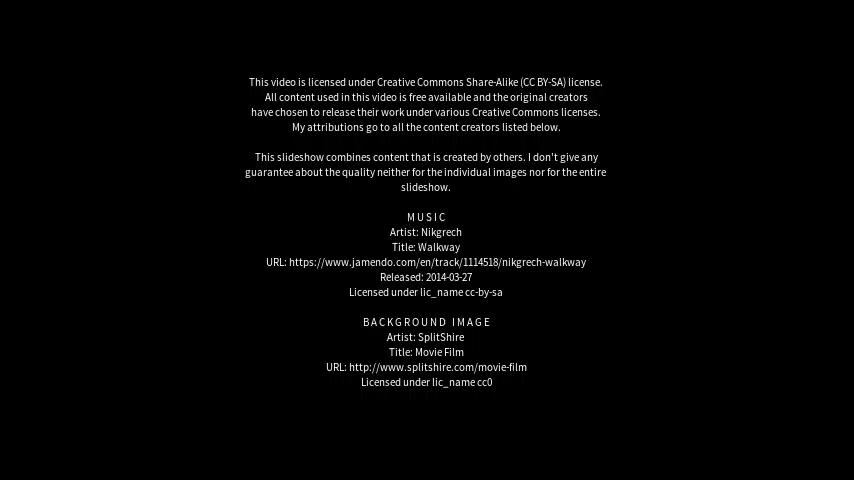 This video is licensed under Creative Commons Share-Alike (CC BY-SA) license.
All content used in this video is free available and the original creators
have chosen to release their work under various Creative Commons licenses.
My attributions go to all the content creators listed below.
This slideshow combines content that is created by others. I don't give any
guarantee about the quality neither for the individual images nor for the entire
slideshow.
MUSIC
Artist: Nikgrech
Title: Walkway
URL: https://www.jamendo.com/en/track/1114518/nikgrech-walkway
Released: 2014-03-27
Licensed under lic_name cc-by-sa
BACKGROUND IMAGE
Artist: SplitShire
Title: Movie Film
URL: http://www.splitshire.com/movie-film
Licensed under lic_name cc0